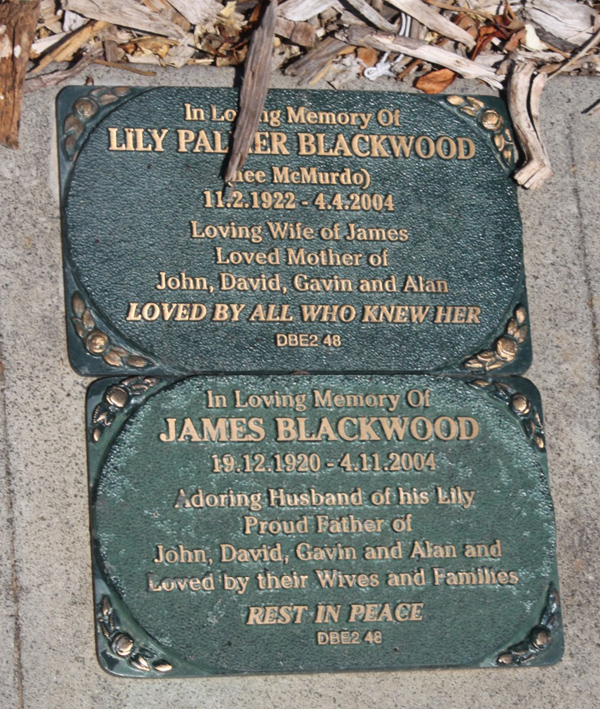 In Loving Memory Of
LILY PALMER BLACKWOOD
(nee McMurdo)
11.2.1922 - 4.4.2004
Loving Wife of James
Loved Mother of
John, David, Gavin and Alan
LOVED BY ALL WHO KNEW HER
DBE2 48
In Loving Memory Of
JAMES BLACKWOOD
19.12.1920 - 4.11.2004
Adoring Husband of his Lily
Proud Father of
John, David, Gavin and Alan and
Loved by their Wives and Families
REST IN PEACE
DBE2 48